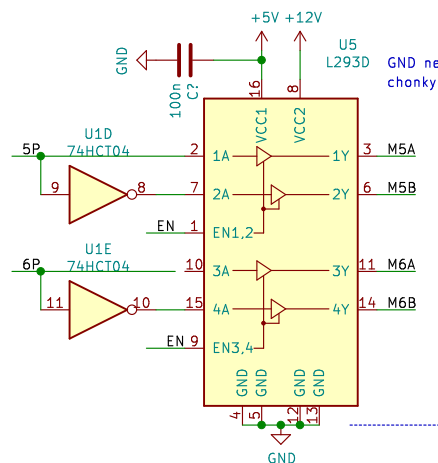 +5V +12V
U5
L293D
GND ne
chonky
GND
100n
C?
16
8
VCC1
VCC2
5P
U1D
74HCT04
2
1A
1Y
3
M5A
9
8
7
2A
2Y
6
M5B
EN
1
EN1,2
6P
U1E
74HCT04
10
3A
3Y
11
M6A
11
10
15
4A
4Y
14
M6B
EN
9
EN3,4
GND
GND
GND
GND
4
5
12
13
GND